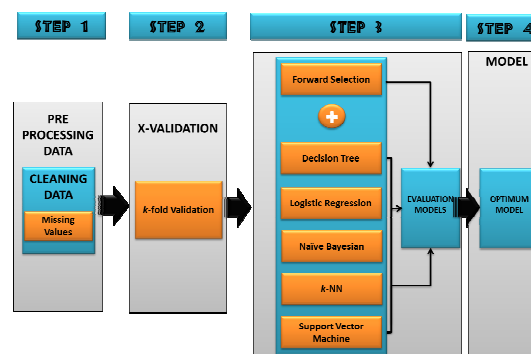 STEP 1
STEP 2
STEP 3
STEP 4
PRE
PROCESSING
DATA
CLEANING
DATA
Missing
Values
X-VALIDATION
k-fold Validation
Forward Selection
Decision Tree
Logistic Regression
Naïve Bayesian
k-NN
Support Vector
Machine
EVALUATION
MODELS
MODEL
OPTIMUM
MODEL